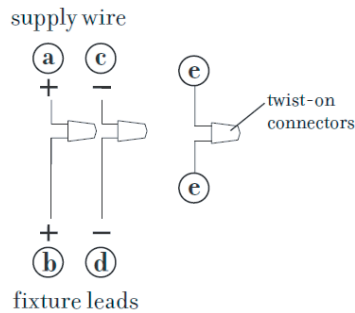 supply wire
a c
+ −
e
twist-on
connectors
e
+ −
b d
fixture leads